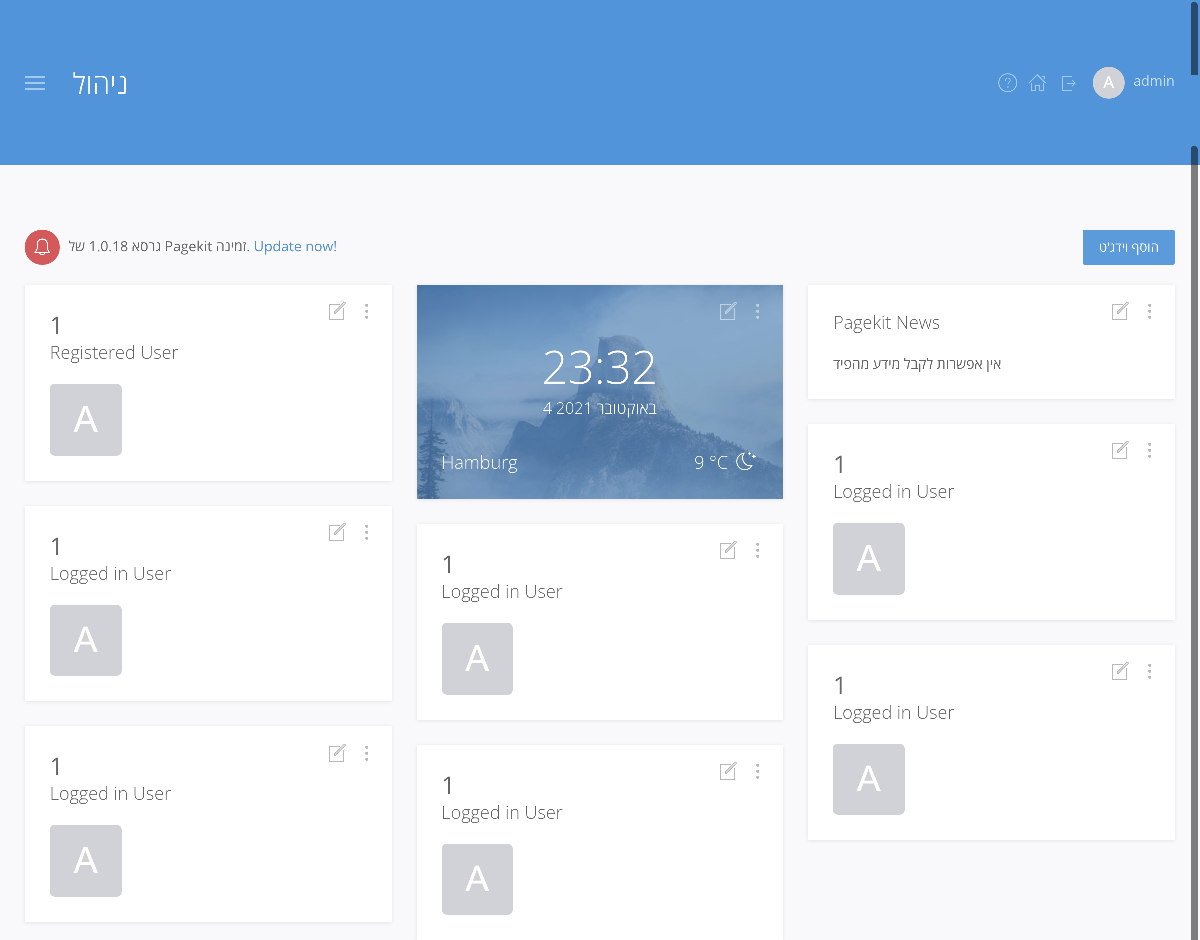 ניהול
A admin
גרסא 1.0.18 של Pagekit זמינה. Update now!
הוסף וידג'ט
1
Registered User
A
1
Logged in User
A
1
Logged in User
A
23:32
4 באוקטובר 2021
Hamburg 9 °C
1
Logged in User
A
1
Logged in User
A
Pagekit News
אין אפשרות לקבל מידע מהפיד
1
Logged in User
A
1
Logged in User
A